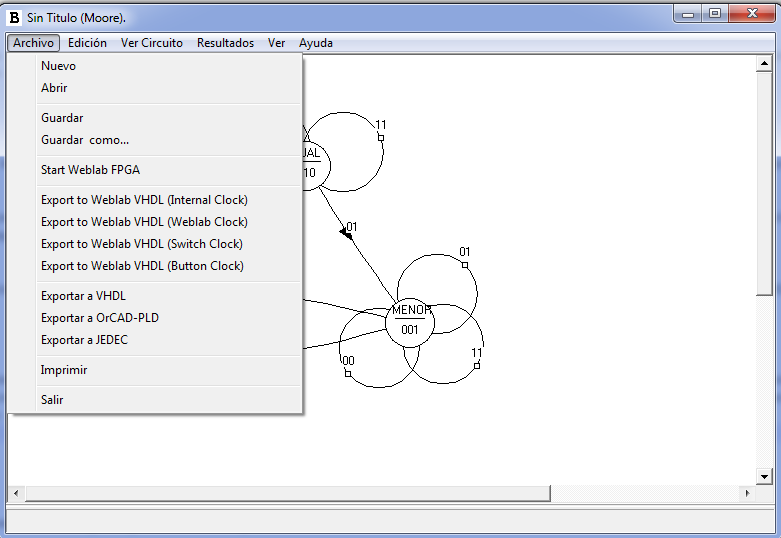 B Sin Titulo (Moore).
Archivo Edición Ver Circuito Resultados Ver Ayuda
Nuevo
Abrir
Guardar
Guardar como...
Start Weblab FPGA
Export to Weblab VHDL (Internal Clock)
Export to Weblab VHDL (Weblab Clock)
Export to Weblab VHDL (Switch Clock)
Export to Weblab VHDL (Button Clock)
Exportar a VHDL
Exportar a OrCAD-PLD
Exportar a JEDEC
Imprimir
Salir
11
10
01
01
MENOR
001
00
11